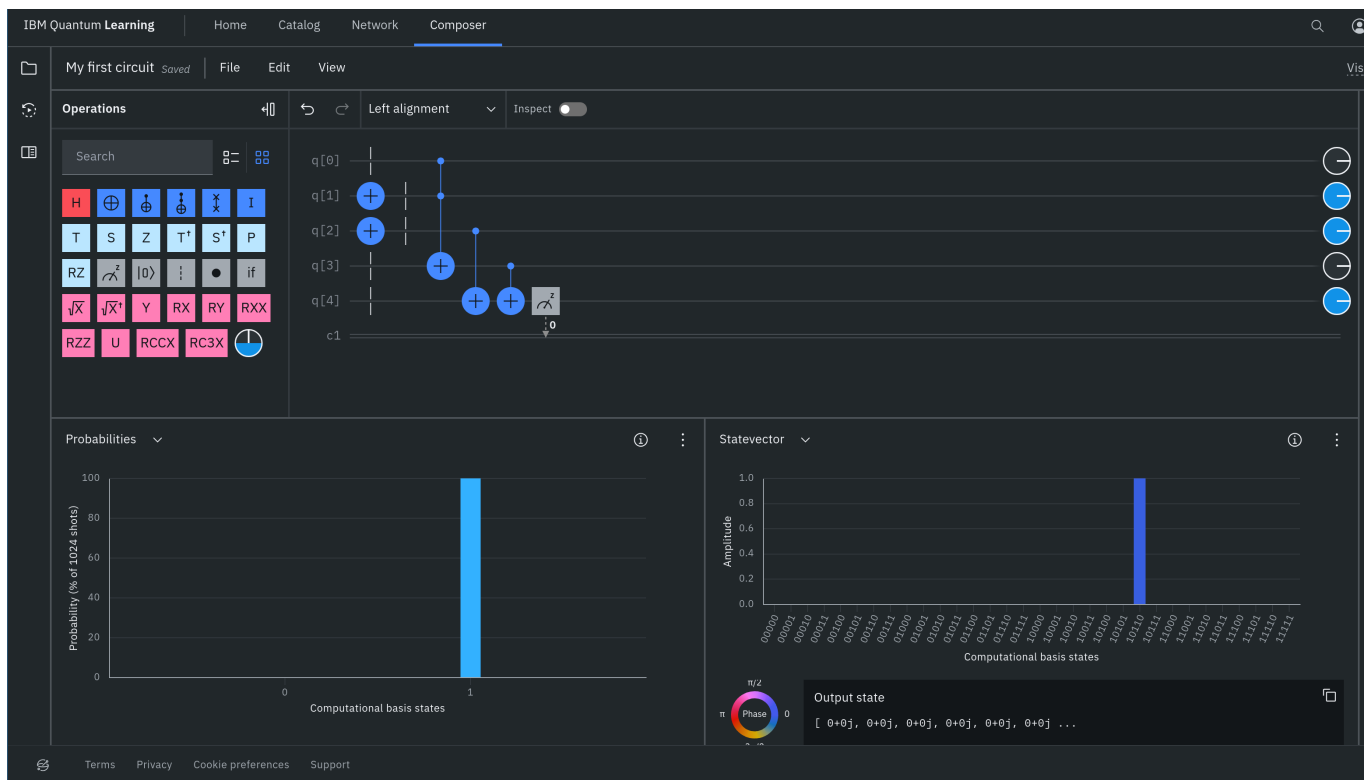 IBM Quantum Learning Home Catalog Network Composer
My first circuit Saved File Edit View Vis
Operations Left alignment Inspect
Search
H I
T S Z T† S† P
RZ z |0⟩ if
√X √X† Y RX RY RXX
RZZ U RCCX RC3X
q[0]
q[1]
q[2]
q[3]
q[4]
z
0
c1
Probabilities
Probability (% of 1024 shots)
100
80
60
40
20
0
0 1
Computational basis states
Statevector
Amplitude
1.0
0.8
0.6
0.4
0.2
0.0
00000 00001 00010 00011 00100 00101 00110 00111 01000 01001 01010 01011 01100 01101 01110 01111 10000 10001 10010 10011 10100 10101 10110 10111 11000 11001 11010 11011 11100 11101 11110 11111
Computational basis states
π/2
π Phase 0
Output state
[ 0+0j, 0+0j, 0+0j, 0+0j, 0+0j, 0+0j ...
Terms Privacy Cookie preferences Support